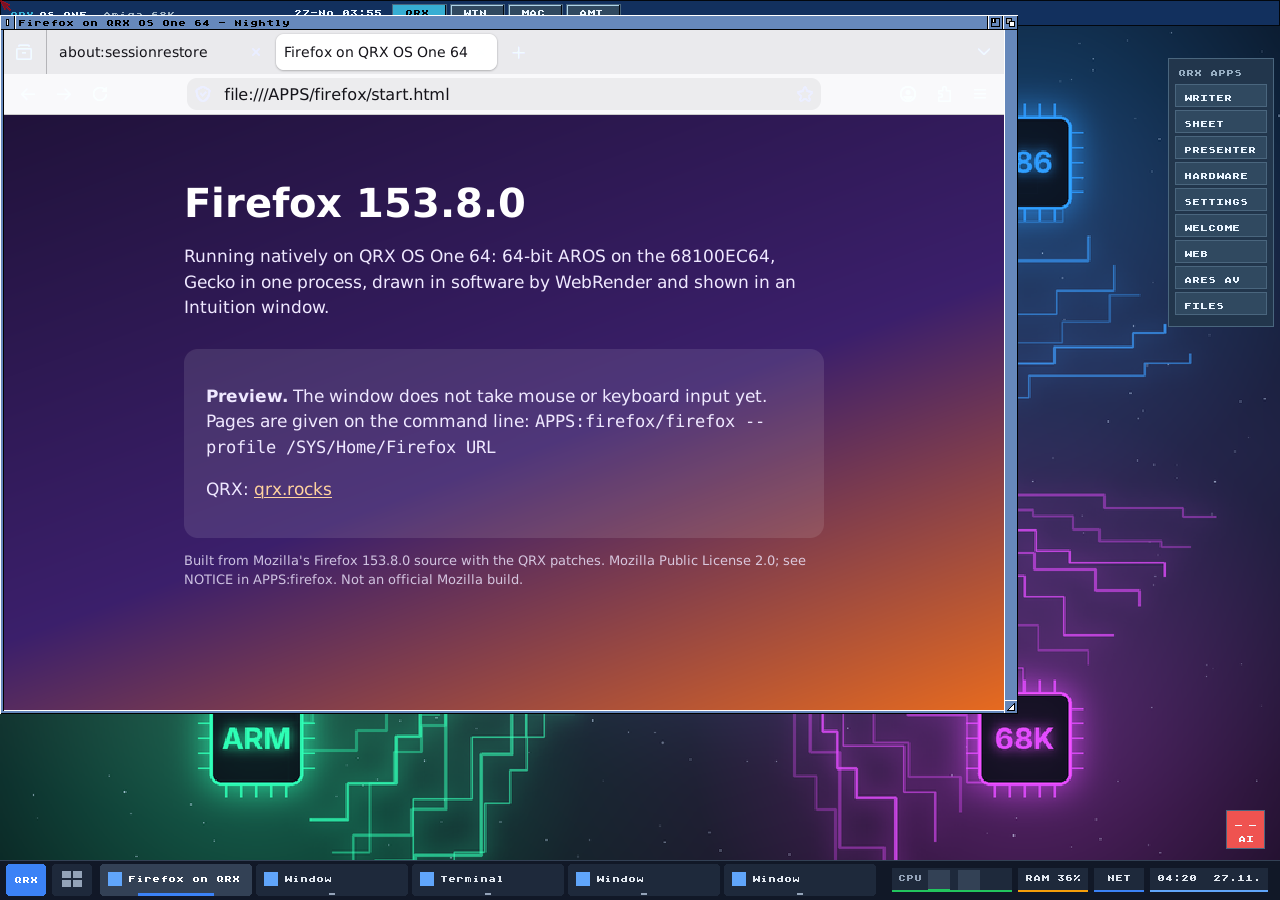 QRX OS ONE Amiga 68K 27-No 03:55 QRX WIN MAC AMI
Firefox on QRX OS One 64 - Nightly
about:sessionrestore
Firefox on QRX OS One 64
file:///APPS/firefox/start.html
Firefox 153.8.0
Running natively on QRX OS One 64: 64-bit AROS on the 68100EC64,
Gecko in one process, drawn in software by WebRender and shown in an
Intuition window.
Preview. The window does not take mouse or keyboard input yet.
Pages are given on the command line: APPS:firefox/firefox --
profile /SYS/Home/Firefox URL
QRX: qrx.rocks
Built from Mozilla's Firefox 153.8.0 source with the QRX patches. Mozilla Public License 2.0; see
NOTICE in APPS:firefox. Not an official Mozilla build.
QRX APPS
WRITER
SHEET
PRESENTER
HARDWARE
SETTINGS
WELCOME
WEB
ARES AV
FILES
86
ARM
68K
AI
QRX
Firefox on QRX
Window
Terminal
Window
Window
CPU
RAM 36%
NET
04:20 27.11.